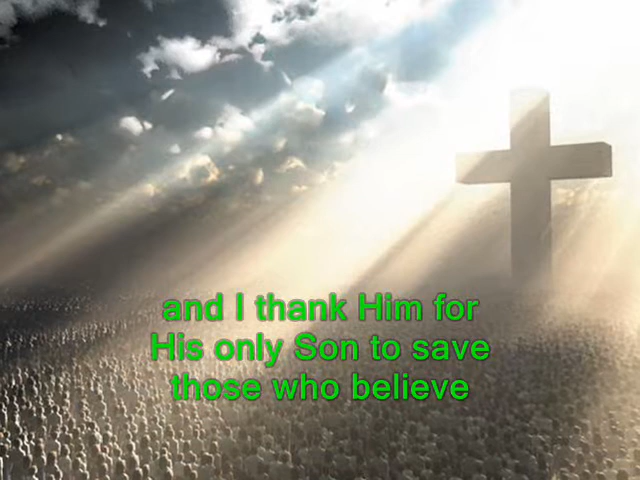 and I thank Him for
His only Son to save
those who believe